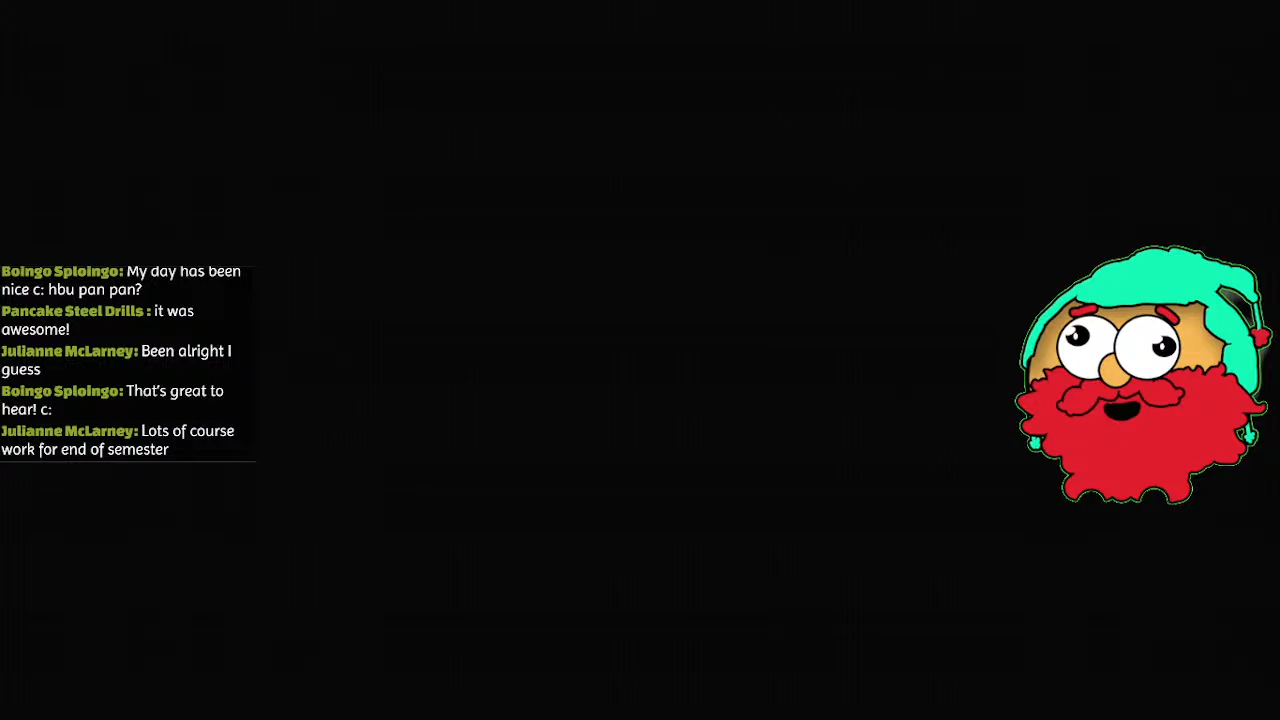 Boingo Sploingo: My day has been
nice c: hbu pan pan?
Pancake Steel Drills : it was
awesome!
Julianne McLarney: Been alright I
guess
Boingo Sploingo: That's great to
hear! c:
Julianne McLarney: Lots of course
work for end of semester